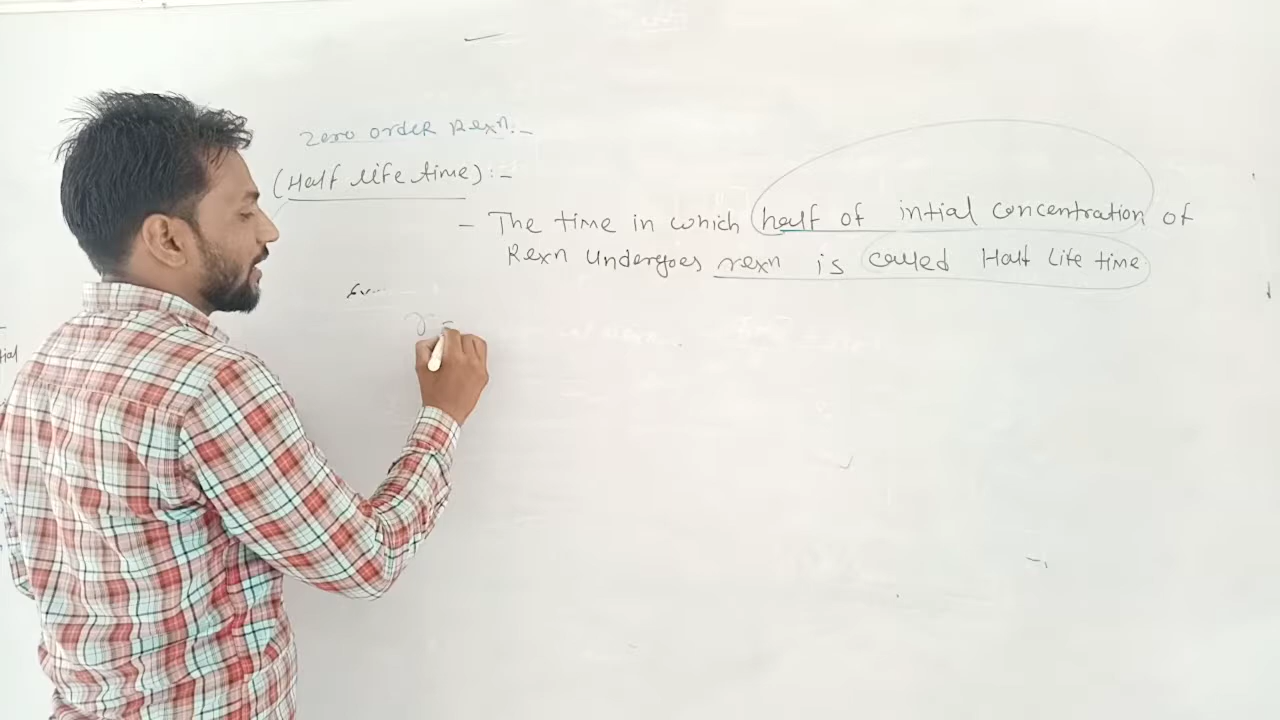 Zero order Rexn:-
(Half life time):-
- The time in which half of intial concentration of
Rexn Undergoes rexn is called Half Life time
r =
tial